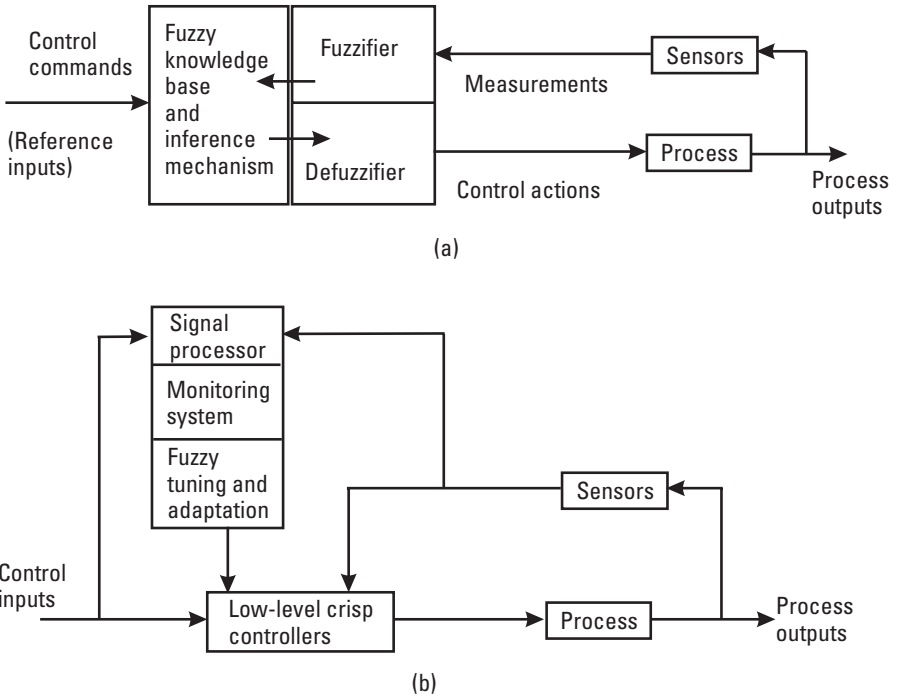 Control
commands
(Reference
inputs)
Fuzzy
knowledge
base
and
inference
mechanism
Fuzzifier
Defuzzifier
Measurements
Sensors
Control actions
Process
Process
outputs
(a)
Signal
processor
Monitoring
system
Fuzzy
tuning and
adaptation
Sensors
Control
inputs
Low-level crisp
controllers
Process
Process
outputs
(b)